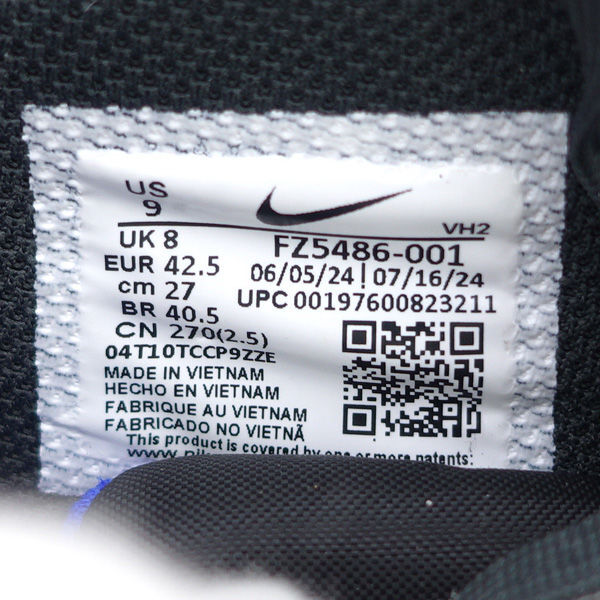 US
9
VH2
UK 8
FZ5486-001
EUR 42.5
06/05/24 | 07/16/24
cm 27
UPC 00197600823211
BR 40.5
CN 270(2.5)
04T10TCCP9ZZE
MADE IN VIETNAM
HECHO EN VIETNAM
FABRIQUE AU VIETNAM
FABRICADO NO VIETNÃ
This product is covered by one or more patents: